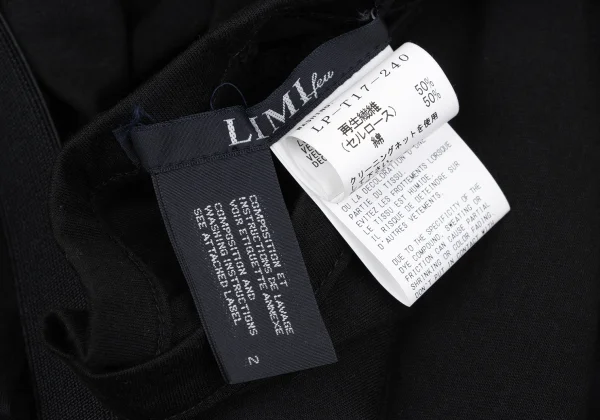 LIMI feu
COMPOSITION ET
INSTRUCTIONS DE LAVAGE
VOIR ETIQUETTE ANNEXE
COMPOSITION AND
WASHING INSTRUCTIONS
SEE ATTACHED LABEL
2
LP-T17-240
再生繊維
(セルロース) 50%
綿 50%
クリーニングネットを使用
OU LA DECOLORATION D'UNE
PARTIE DU TISSU.
EVITEZ LES FROTTEMENTS LORSQUE
LE TISSU EST HUMIDE.
IL RISQUE DE DETEINDRE SUR
D'AUTRES VETEMENTS.
DUE TO THE SPECIFICITY OF THE
DYE COMPOUND, SWEATING OR
FRICTION CAN CAUSE PARTIAL
SHRINKING OR COLOR FADING.